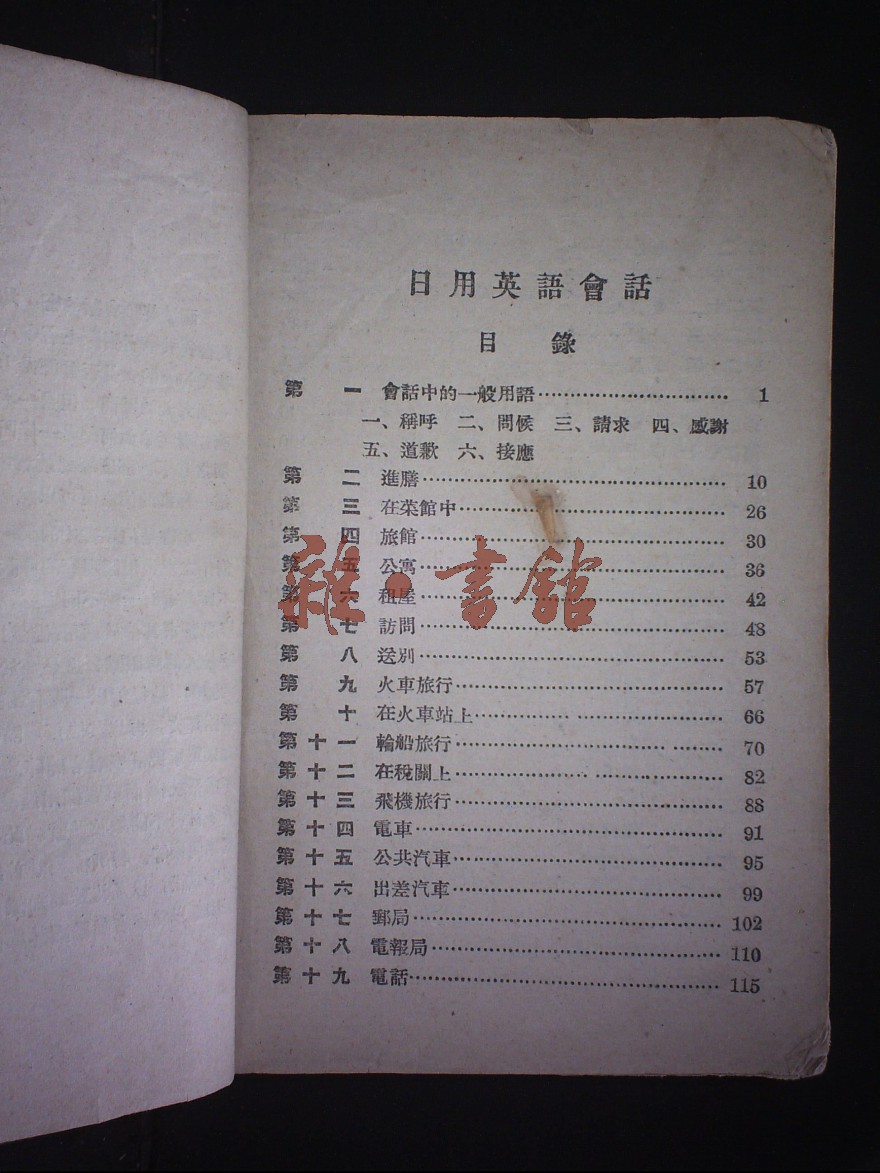 日用英語會話
目錄
第一 會話中的一般用語 1
一、稱呼 二、問候 三、請求 四、感謝
五、道歉 六、接應
第二 進膳 10
第三 在菜館中 26
第四 旅館 30
第五 公寓 36
第六 租屋 42
第七 訪問 48
第八 送別 53
第九 火車旅行 57
第十 在火車站上 66
第十一 輪船旅行 70
第十二 在稅關上 82
第十三 飛機旅行 88
第十四 電車 91
第十五 公共汽車 95
第十六 出差汽車 99
第十七 郵局 102
第十八 電報局 110
第十九 電話 115
雜·書館